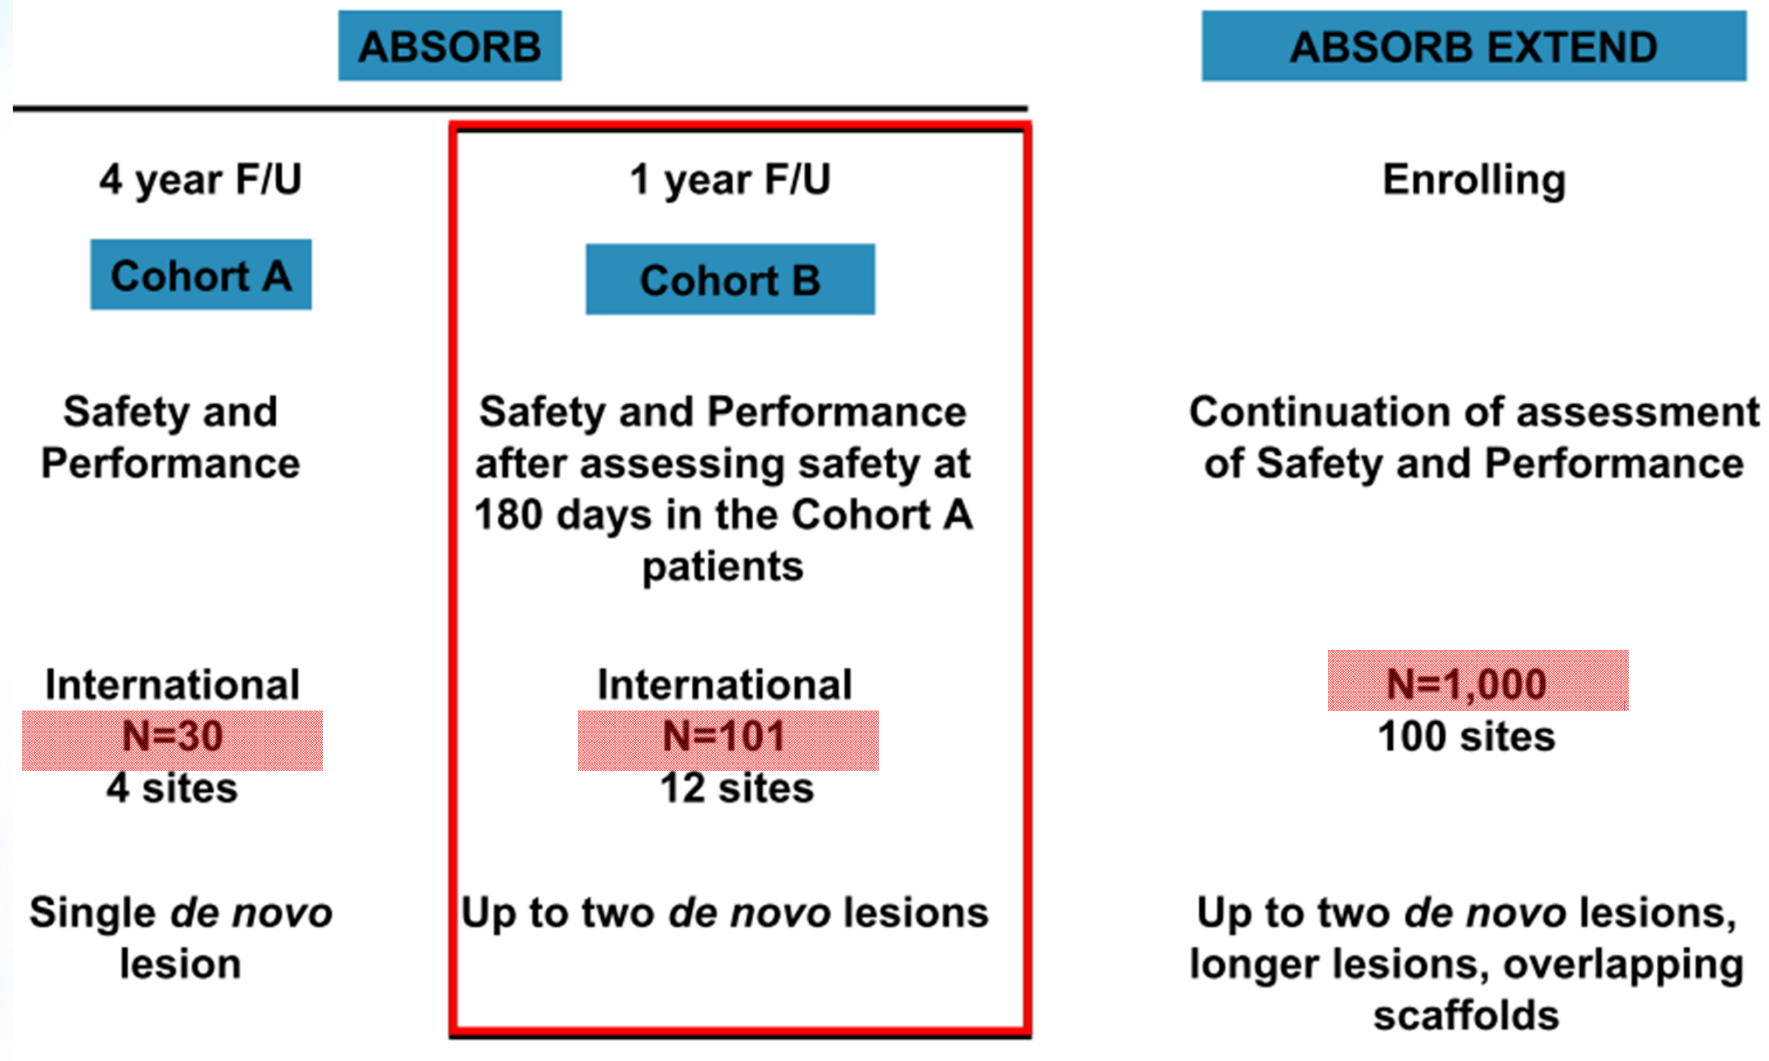 ABSORB
ABSORB EXTEND
4 year F/U
1 year F/U
Enrolling
Cohort A
Cohort B
Safety and
Performance
Safety and Performance
after assessing safety at
180 days in the Cohort A
patients
Continuation of assessment
of Safety and Performance
International
N=30
4 sites
International
N=101
12 sites
N=1,000
100 sites
Single de novo
lesion
Up to two de novo lesions
Up to two de novo lesions,
longer lesions, overlapping
scaffolds